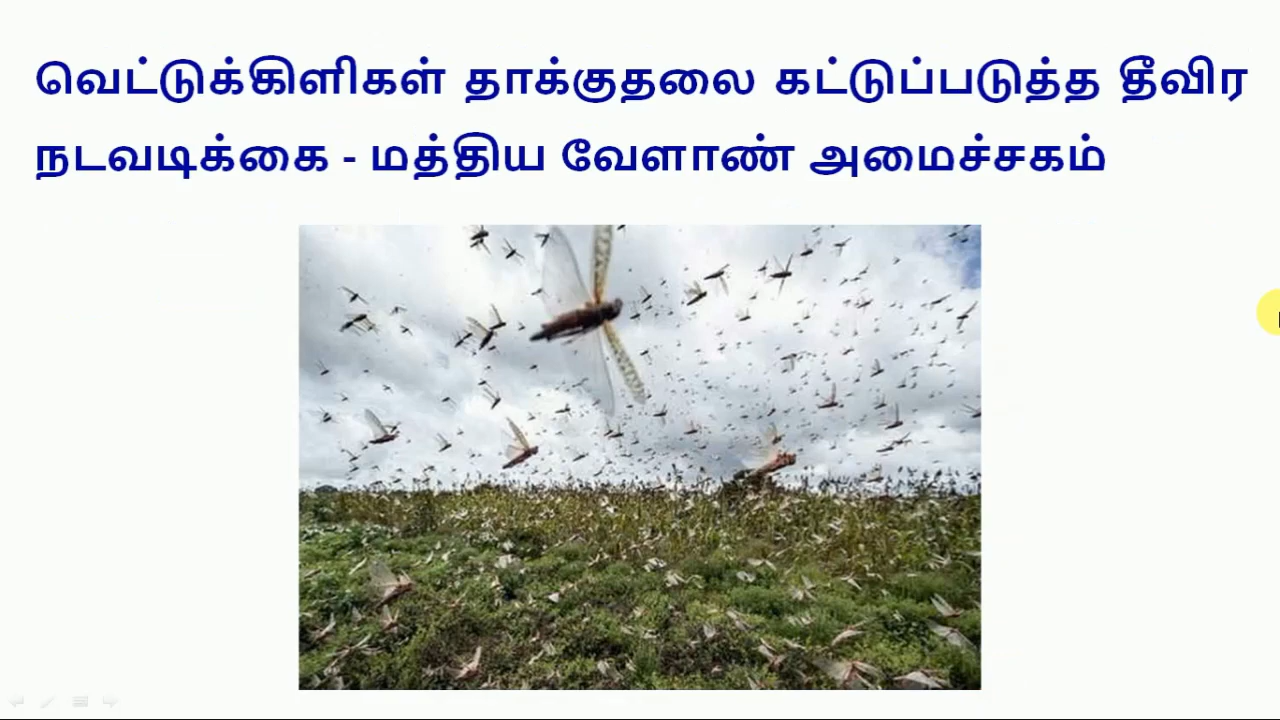 வெட்டுக்கிளிகள் தாக்குதலை கட்டுப்படுத்த தீவிர
நடவடிக்கை - மத்திய வேளாண் அமைச்சகம்